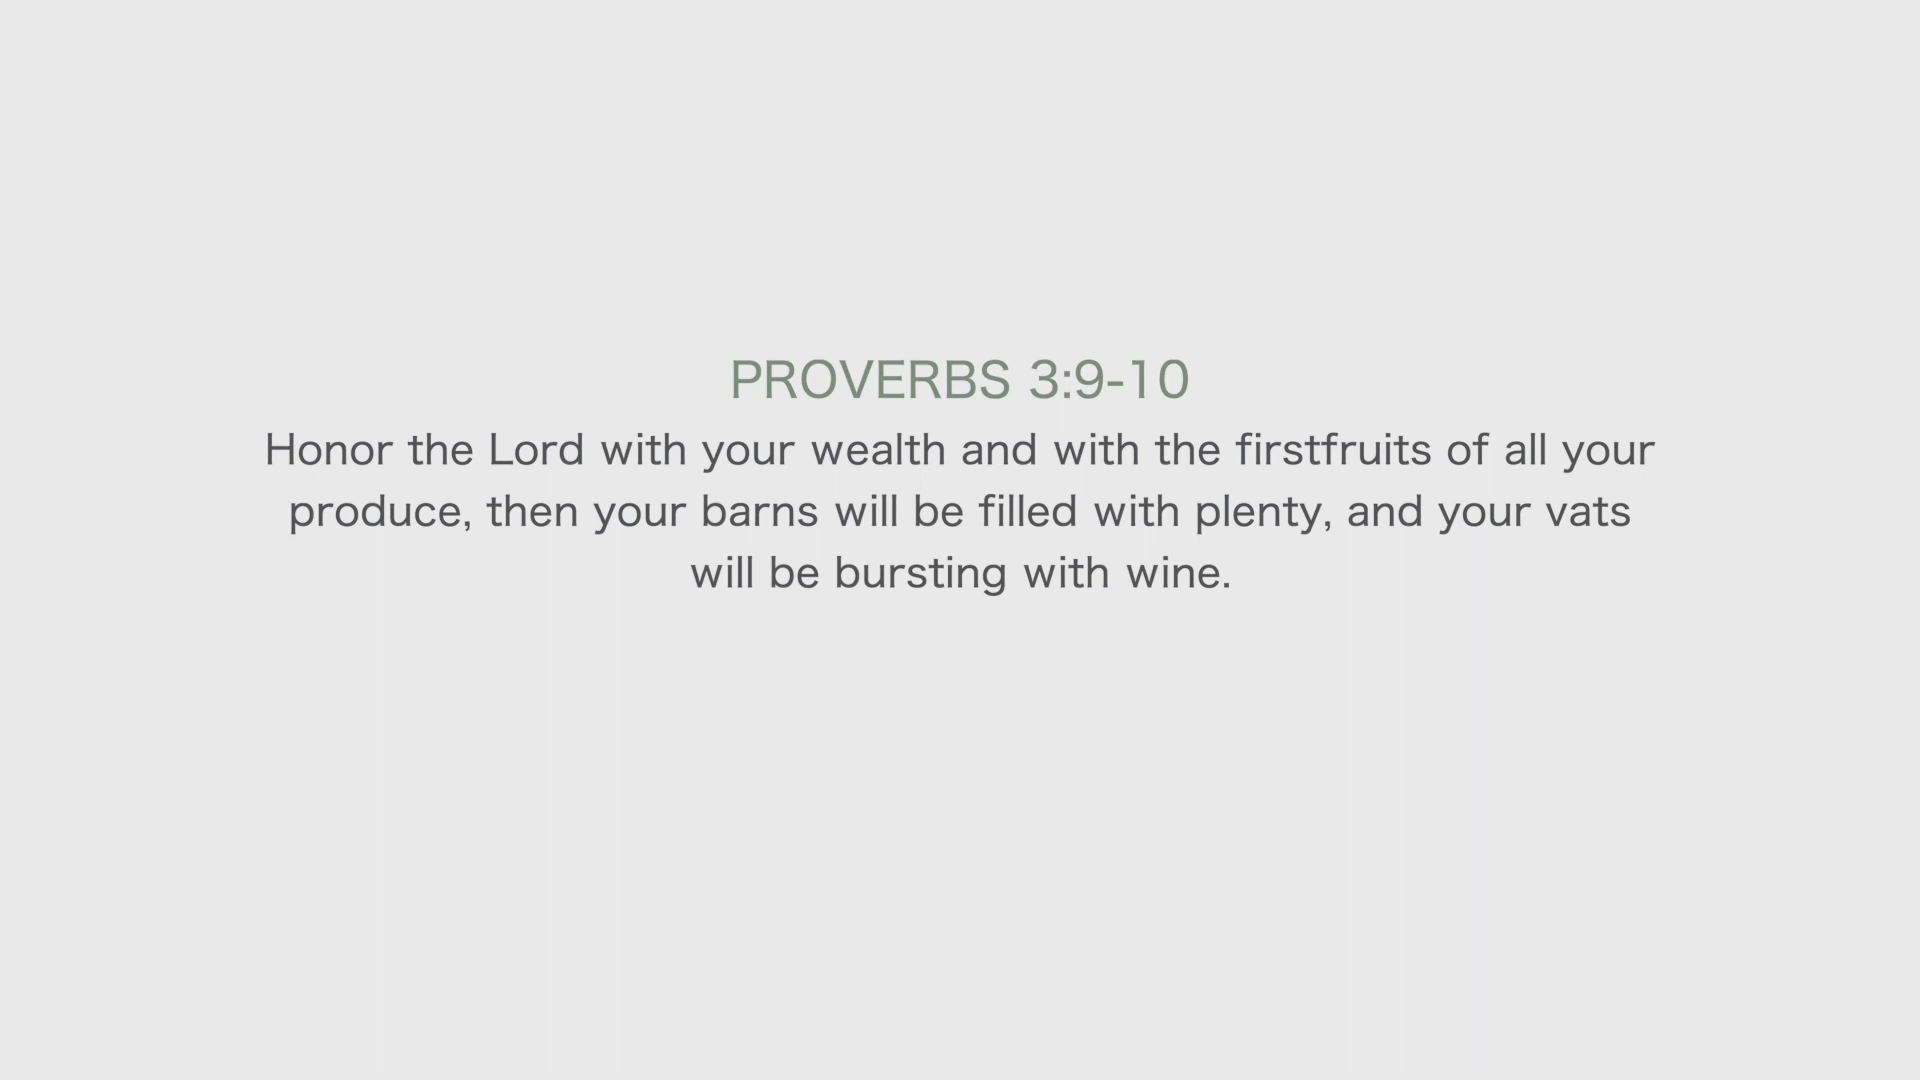 PROVERBS 3:9-10
Honor the Lord with your wealth and with the firstfruits of all your
produce, then your barns will be filled with plenty, and your vats
will be bursting with wine.